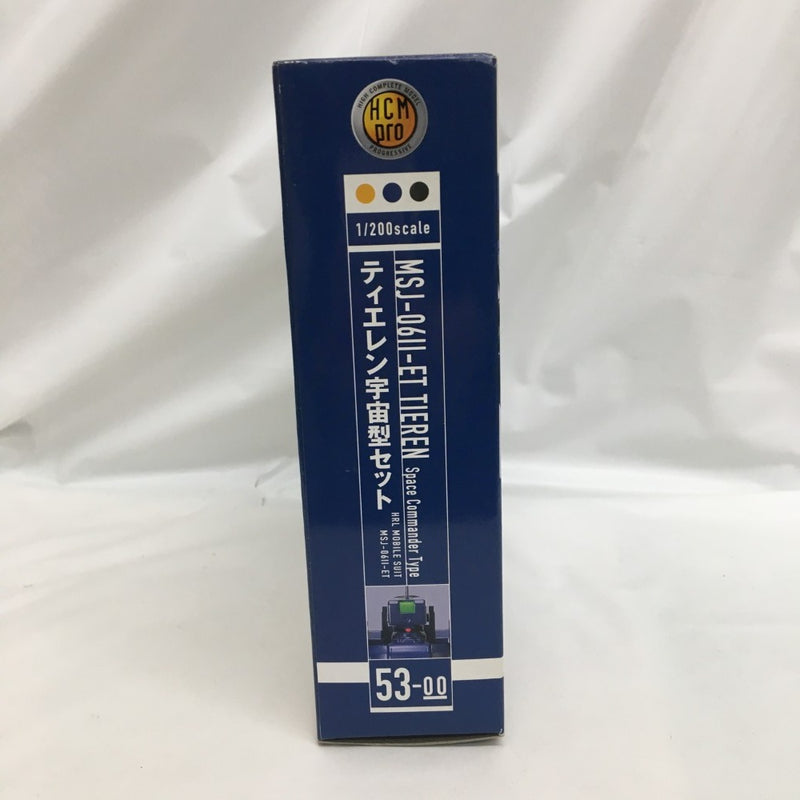 HIGH COMPLETE MODEL
HCM
pro
PROGRESSIVE
1/200scale
MSJ-06II-ET TIEREN Space Commander Type
ティエレン宇宙型セット
HRL MOBILE SUIT
MSJ-06II-ET
53-00